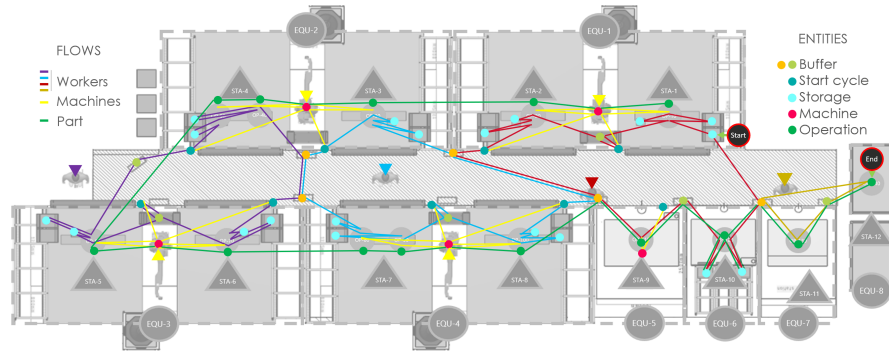 EQU-2
EQU-1
FLOWS
Workers
Machines
Part
ENTITIES
Buffer
Start cycle
Storage
Machine
Operation
STA-4
STA-3
STA-2
STA-1
Start
End
STA-12
STA-5
STA-6
STA-7
STA-8
STA-9
STA-10
STA-11
EQU-8
EQU-3
EQU-4
EQU-5
EQU-6
EQU-7